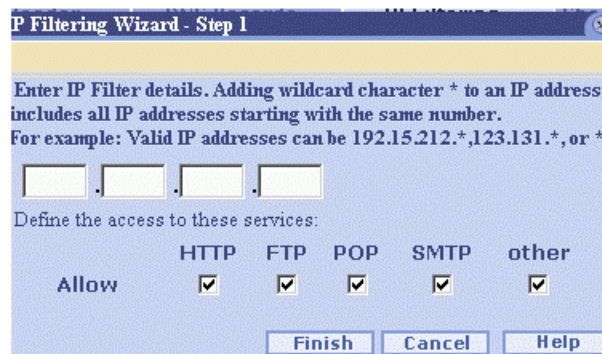 IP Filtering Wizard - Step 1
Enter IP Filter details. Adding wildcard character * to an IP address
includes all IP addresses starting with the same number.
For example: Valid IP addresses can be 192.15.212.*,123.131.*, or *
. . .
Define the access to these services:
HTTP FTP POP SMTP other
Allow
Finish Cancel Help